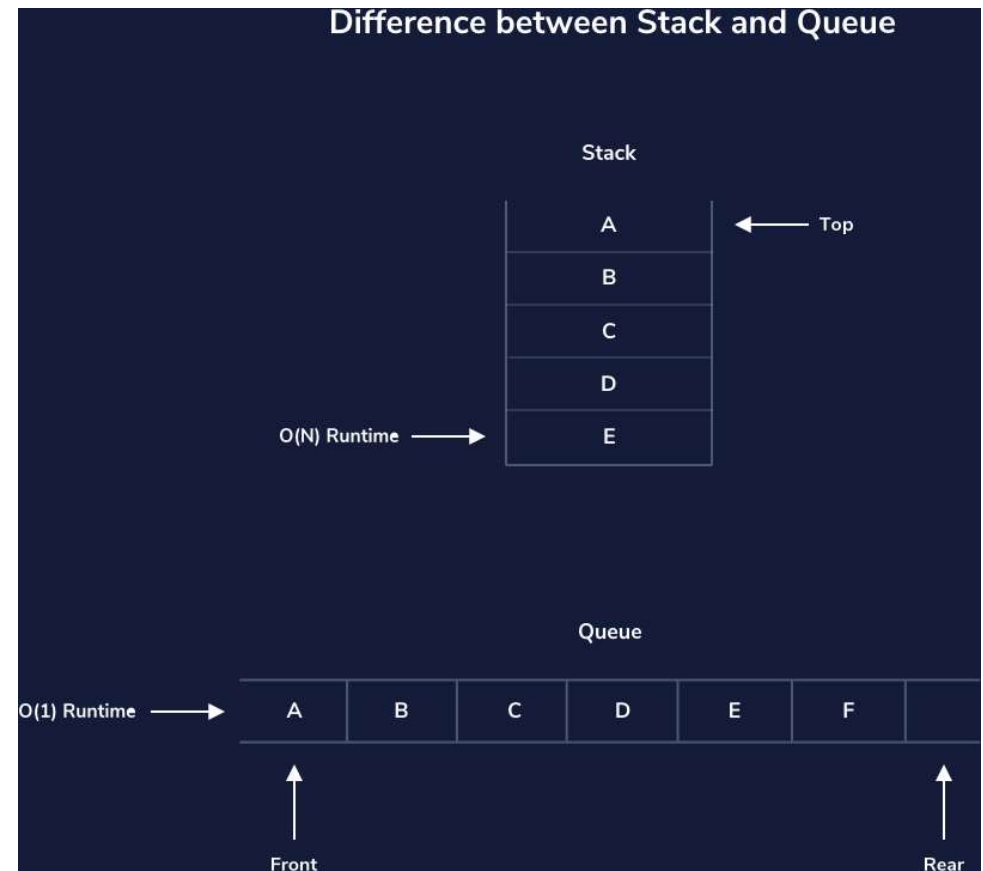 Difference between Stack and Queue
Stack
A
Top
B
C
D
O(N) Runtime
E
Queue
O(1) Runtime
A
B
C
D
E
F
Front
Rear